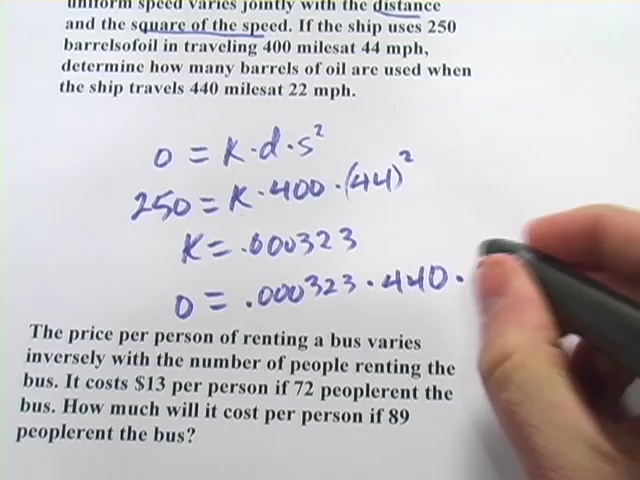 uniform speed varies jointly with the distance
and the square of the speed. If the ship uses 250
barrelsofoil in traveling 400 milesat 44 mph,
determine how many barrels of oil are used when
the ship travels 440 milesat 22 mph.
0 = K · d · s²
250 = K · 400 · (44)²
K = .000323
0 = .000323 · 440 ·
The price per person of renting a bus varies
inversely with the number of people renting the
bus. It costs $13 per person if 72 peoplerent the
bus. How much will it cost per person if 89
peoplerent the bus?